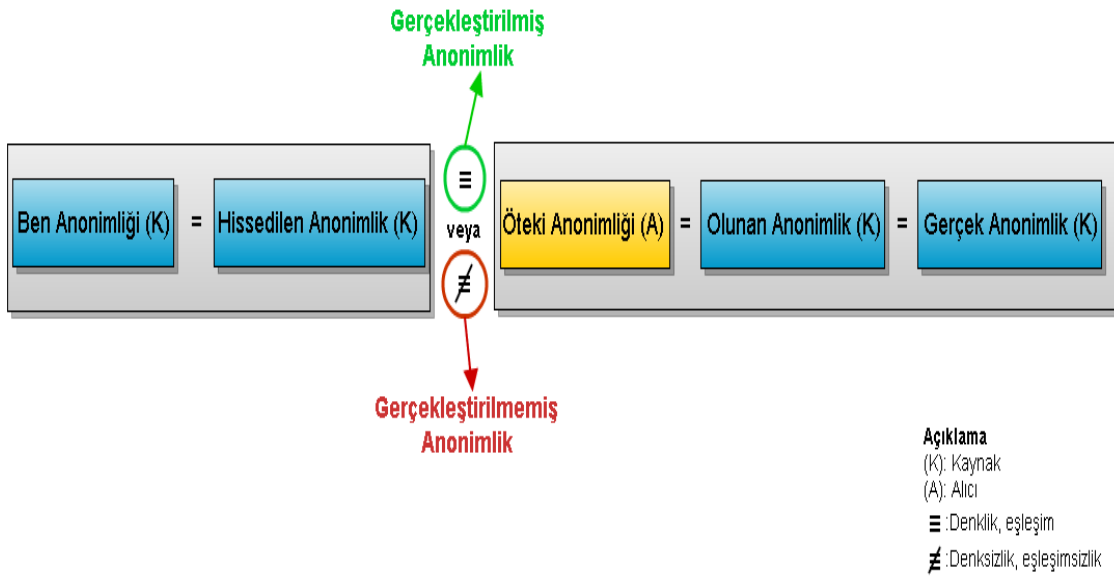 Gerçekleştirilmiş
Anonimlik
Ben Anonimliği (K) = Hissedilen Anonimlik (K) ≡ veya ≢ Öteki Anonimliği (A) = Olunan Anonimlik (K) = Gerçek Anonimlik (K)
Gerçekleştirilmemiş
Anonimlik
Açıklama
(K): Kaynak
(A): Alıcı
≡ :Denklik, eşleşim
≢ :Denksizlik, eşleşimsizlik